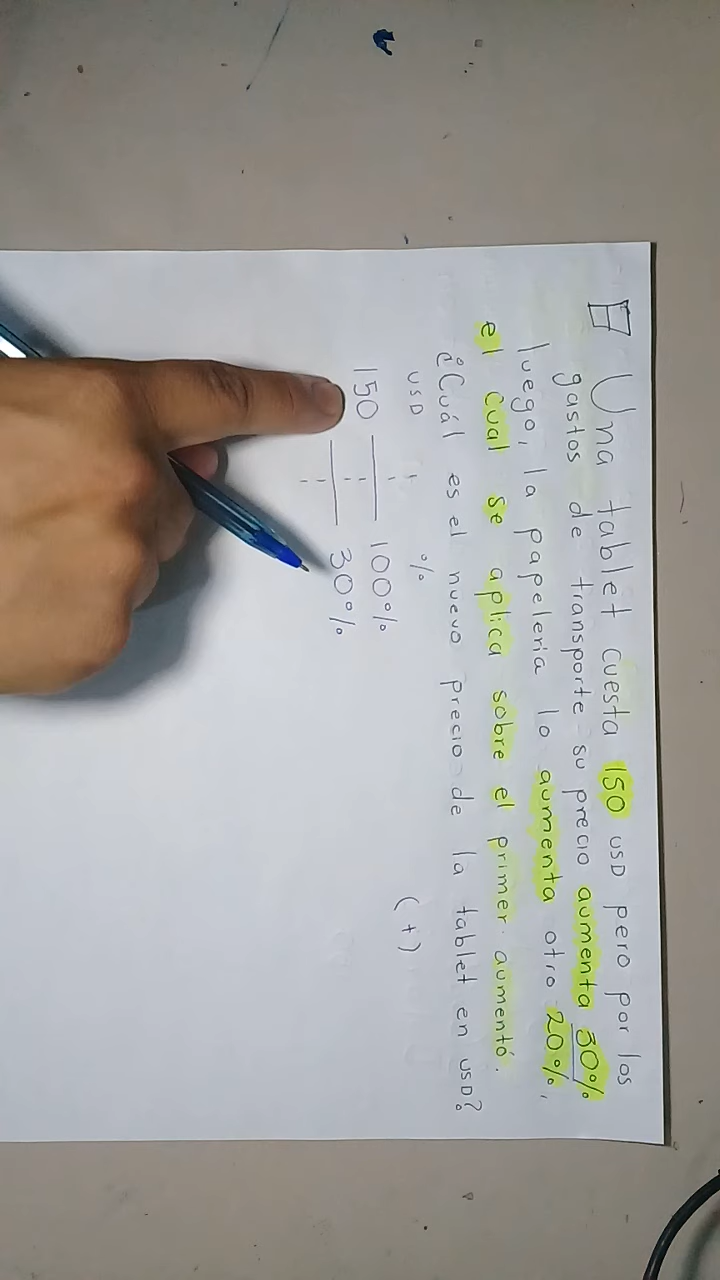 Una tablet cuesta 150 USD pero por los
gastos de transporte su precio aumenta 30%
luego, la papelería lo aumenta otro 20%,
el cual se aplica sobre el primer aumentó.
¿Cuál es el nuevo precio de la tablet en USD?
USD % (+)
150 100%
30%